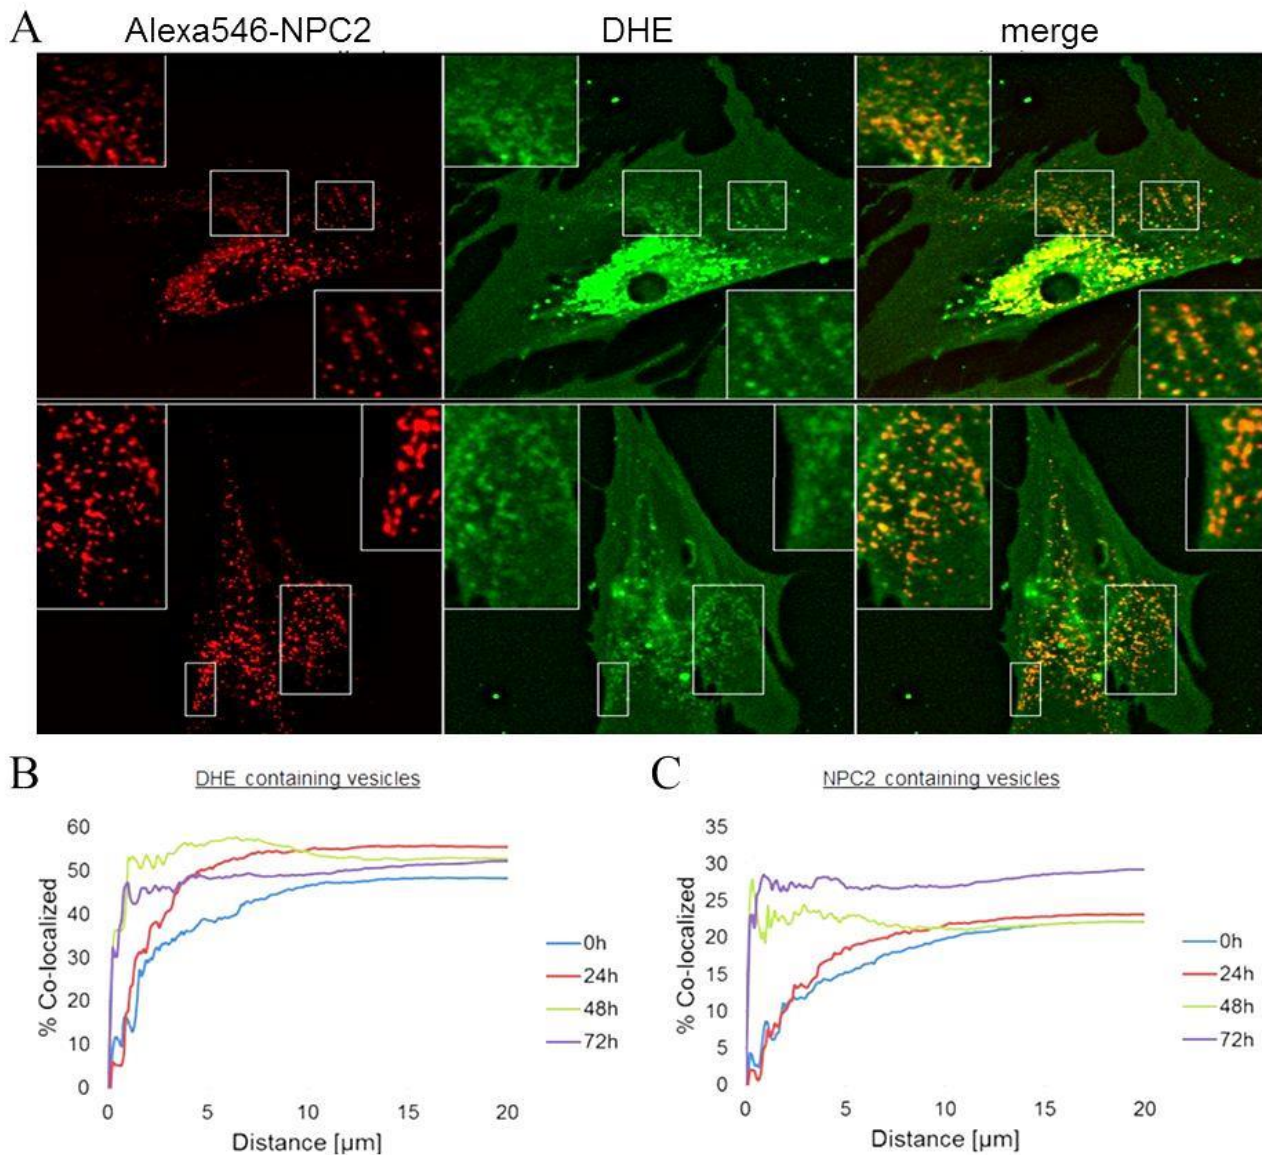 A
Alexa546-NPC2
DHE
merge
B
DHE containing vesicles
60
50
40
30
20
10
0
% Co-localized
0 5 10 15 20
Distance [µm]
0h
24h
48h
72h
C
NPC2 containing vesicles
35
30
25
20
15
10
5
0
% Co-localized
0 5 10 15 20
Distance [µm]
0h
24h
48h
72h